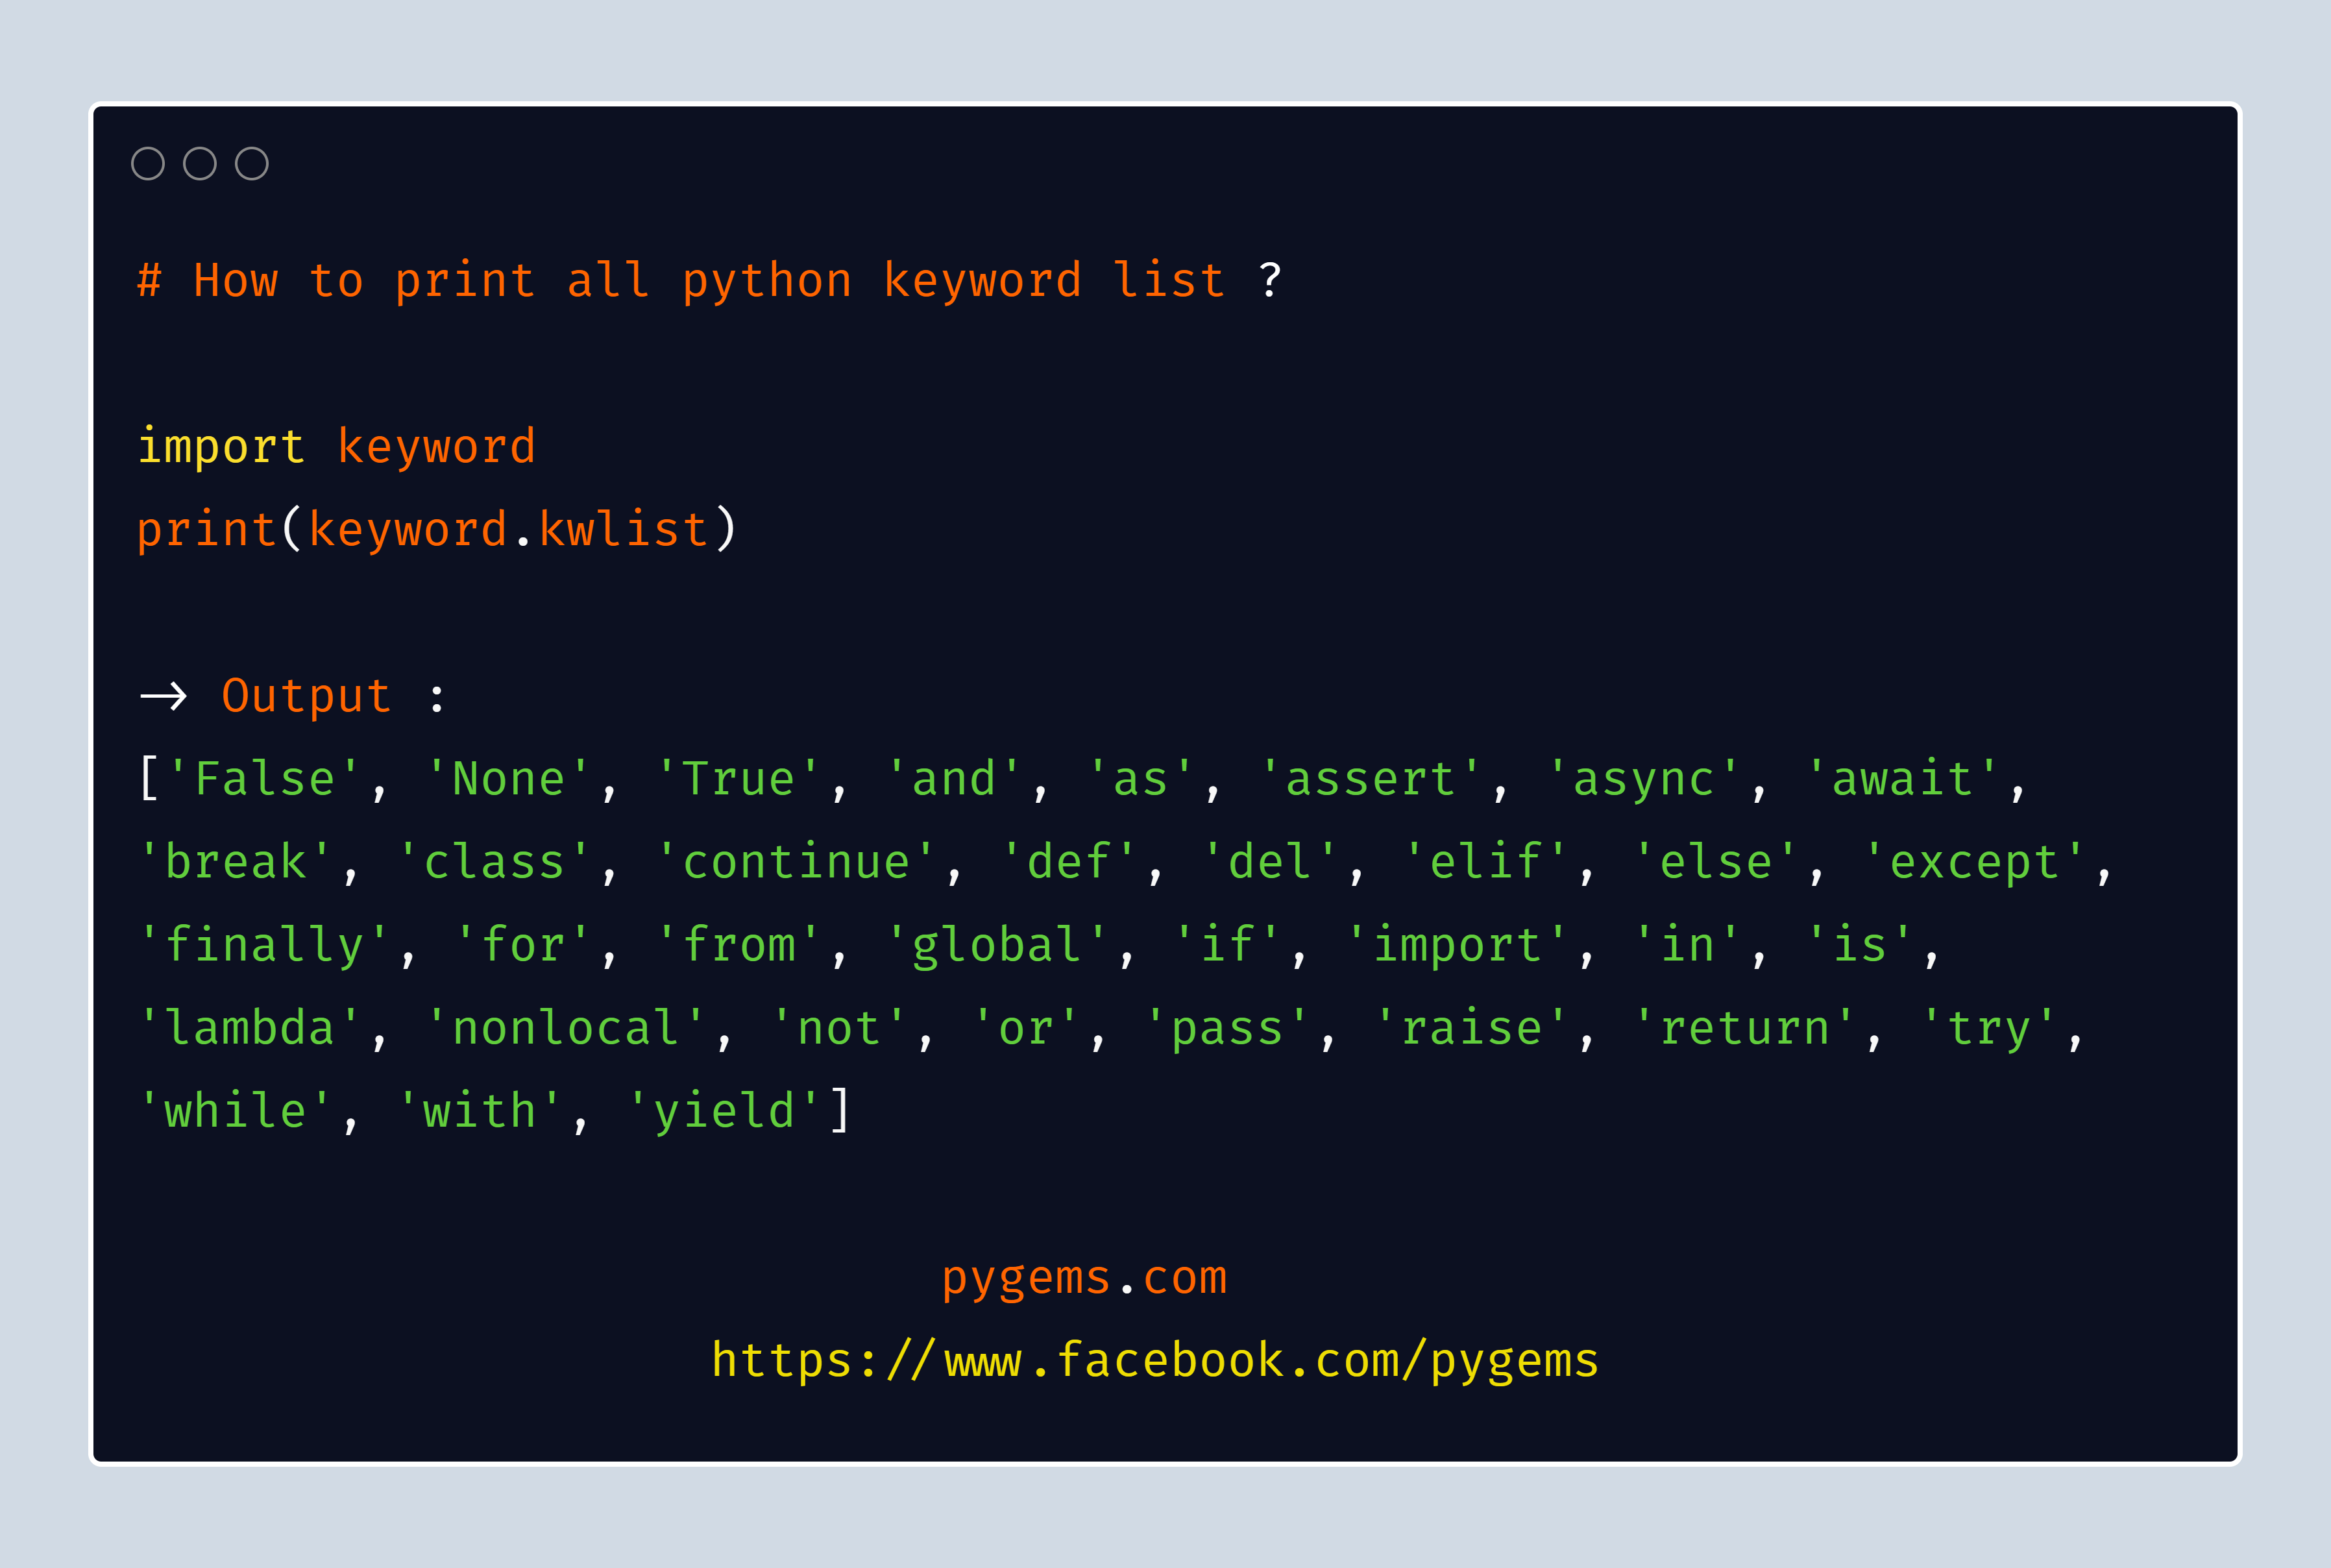 # How to print all python keyword list ?
import keyword
print(keyword.kwlist)
-> Output :
['False', 'None', 'True', 'and', 'as', 'assert', 'async', 'await',
'break', 'class', 'continue', 'def', 'del', 'elif', 'else', 'except',
'finally', 'for', 'from', 'global', 'if', 'import', 'in', 'is',
'lambda', 'nonlocal', 'not', 'or', 'pass', 'raise', 'return', 'try',
'while', 'with', 'yield']
pygems.com
https://www.facebook.com/pygems